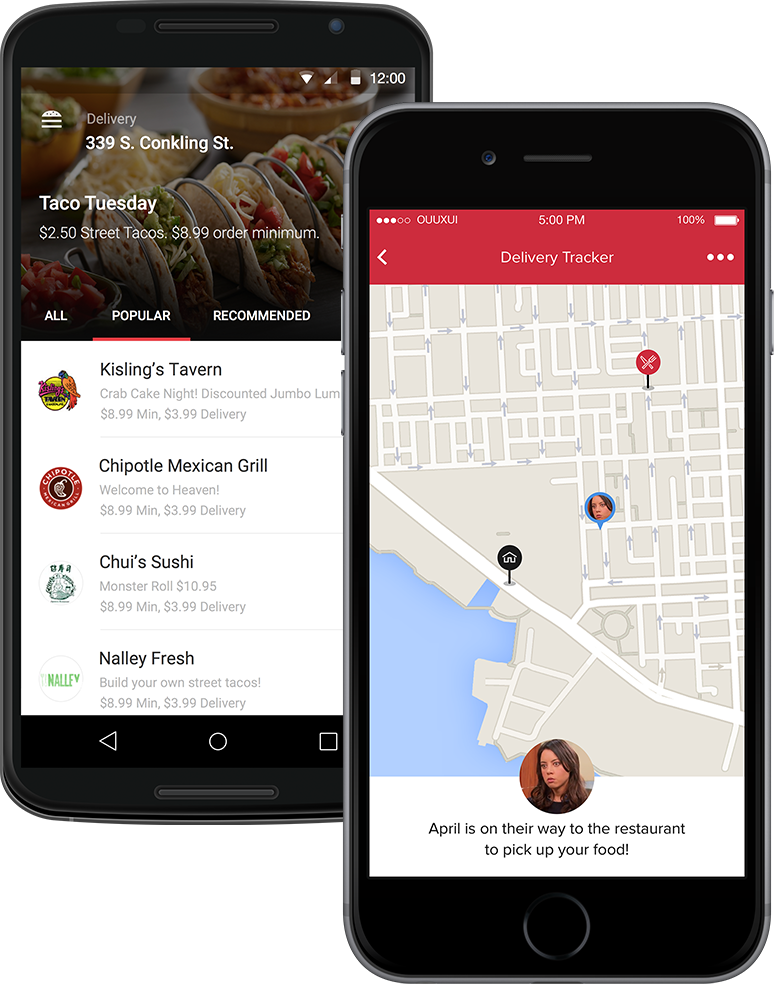 12:00
Delivery
339 S. Conkling St.
Taco Tuesday
$2.50 Street Tacos. $8.99 order minimum.
ALL POPULAR RECOMMENDED
Kisling's Tavern
Crab Cake Night! Discounted Jumbo Lum
$8.99 Min, $3.99 Delivery
CHIPOTLE
MEXICAN GRILL
Chipotle Mexican Grill
Welcome to Heaven!
$8.99 Min, $3.99 Delivery
Chui's Sushi
Monster Roll $10.95
$8.99 Min, $3.99 Delivery
NALLEY
Nalley Fresh
Build your own street tacos!
$8.99 Min, $3.99 Delivery
OUUXUI 5:00 PM 100%
Delivery Tracker
April is on their way to the restaurant
to pick up your food!